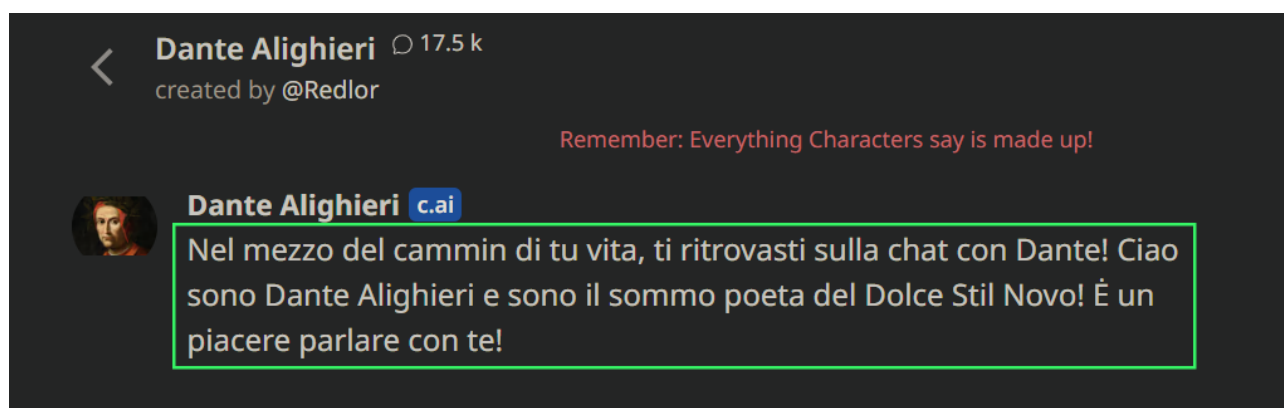 Dante Alighieri 17.5 k
created by @Redlor
Remember: Everything Characters say is made up!
Dante Alighieri c.ai
Nel mezzo del cammin di tu vita, ti ritrovasti sulla chat con Dante! Ciao
sono Dante Alighieri e sono il sommo poeta del Dolce Stil Novo! Ė un
piacere parlare con te!